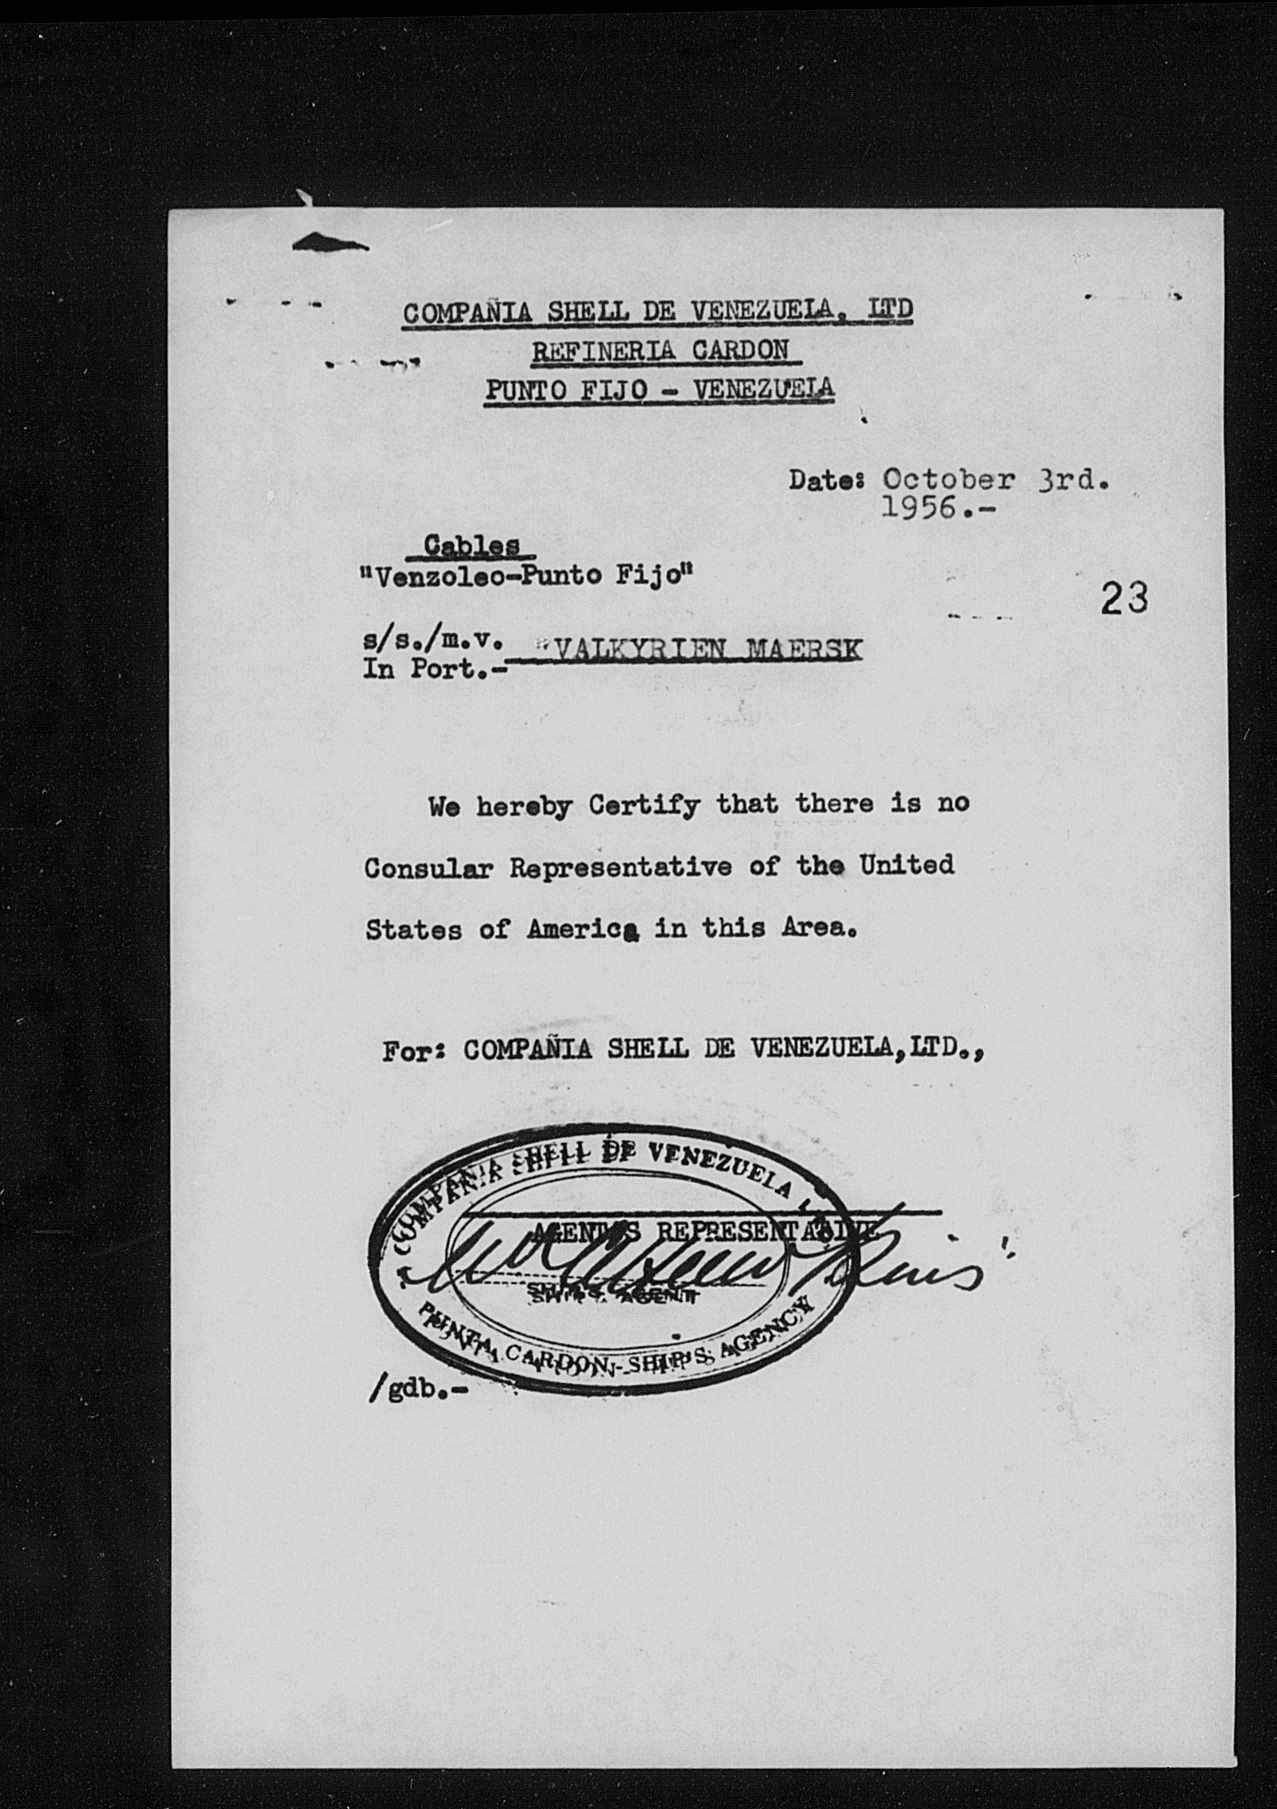 COMPAÑIA SHELL DE VENEZUELA. LTD
REFINERIA CARDON
PUNTO FIJO - VENEZUELA
Date: October 3rd.
1956.-
Cables
"Venzoleo-Punto Fijo"
23
s/s./m.v. "VALKYRIEN MAERSK
In Port.-
We hereby Certify that there is no
Consular Representative of the United
States of America in this Area.
For: COMPAÑIA SHELL DE VENEZUELA,LTD.,
COMPAÑIA SHELL DE VENEZUELA LTD
AGENT'S REPRESENTATIVE
SHIP'S AGENT
PUNTA CARDON-SHIP'S AGENCY
/gdb.-